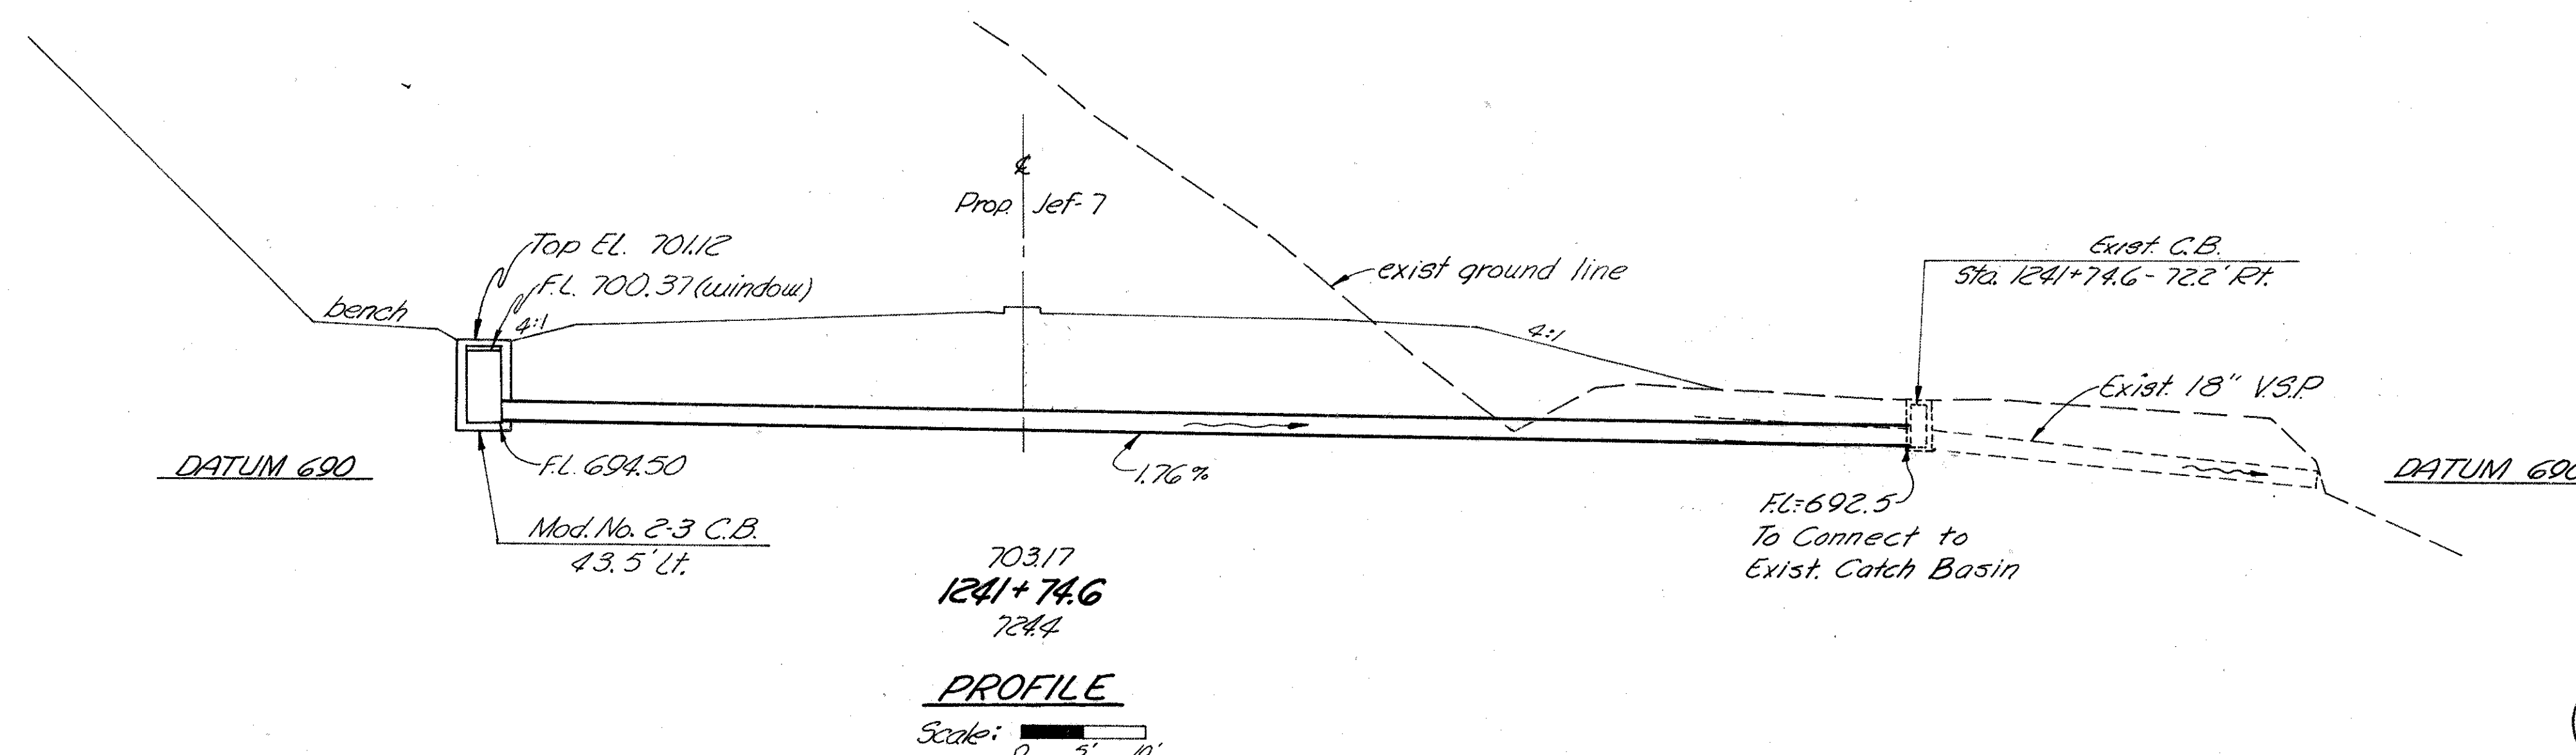 ℄
Prop. Jef-7
Top El. 701.12
F.L. 700.37 (window)
bench
4:1
exist ground line
Exist. C.B.
Sta. 1241+74.6 - 72.2' Rt.
4:1
Exist. 18" V.S.P.
DATUM 690
F.L. 694.50
1.76%
DATUM 690
F.L.=692.5
To Connect to
Exist. Catch Basin
Mod. No. 2-3 C.B.
43.5' Lt.
703.17
1241+74.6
724.4
PROFILE
Scale: 0 5' 10'